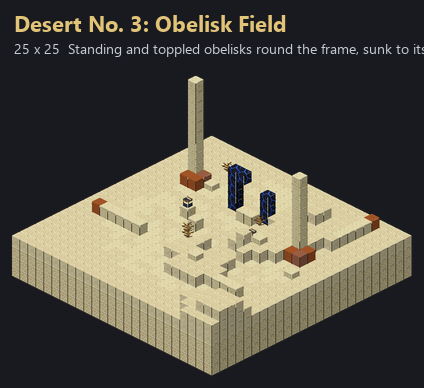 Desert No. 3: Obelisk Field
25 x 25 Standing and toppled obelisks round the frame, sunk to its